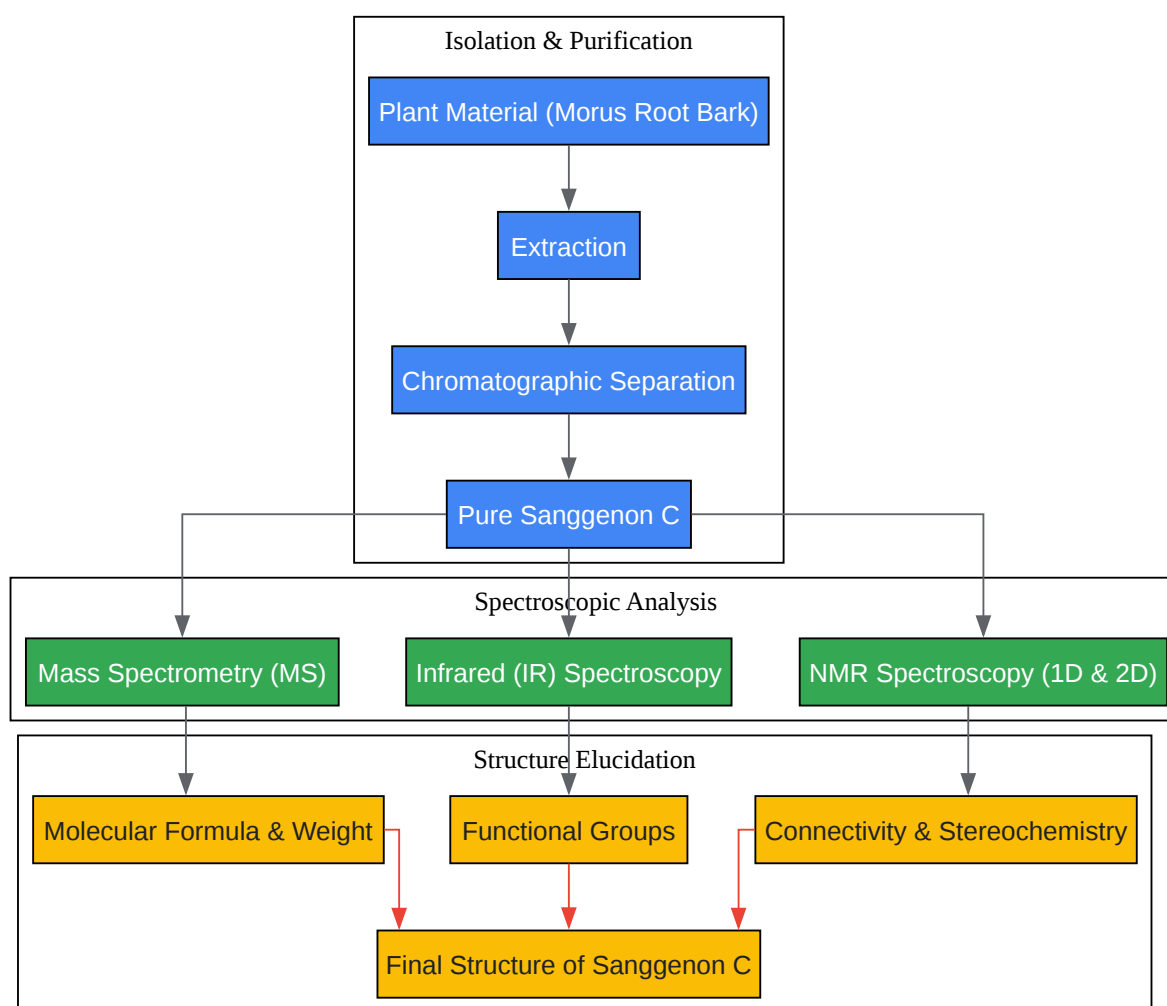 Isolation & Purification
Plant Material (Morus Root Bark)
Extraction
Chromatographic Separation
Pure Sanggenon C
Spectroscopic Analysis
Mass Spectrometry (MS)
Infrared (IR) Spectroscopy
NMR Spectroscopy (1D & 2D)
Structure Elucidation
Molecular Formula & Weight
Functional Groups
Connectivity & Stereochemistry
Final Structure of Sanggenon C